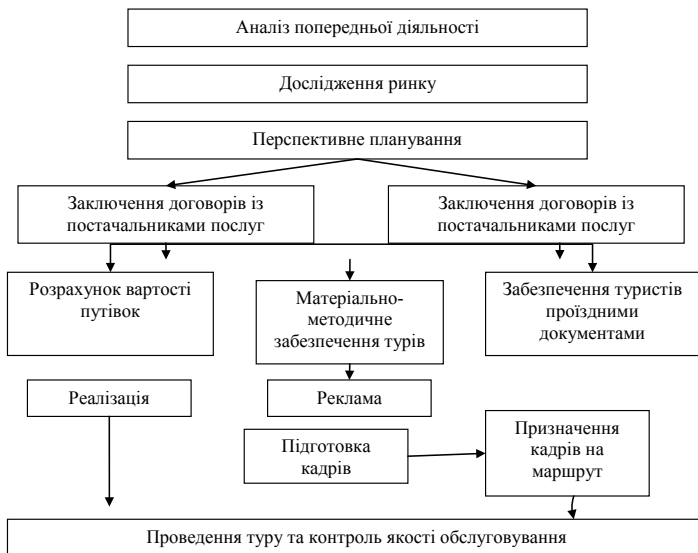 Аналіз попередньої діяльності
Дослідження ринку
Перспективне планування
Заключення договорів із
постачальниками послуг
Заключення договорів із
постачальниками послуг
Розрахунок вартості
путівок
Матеріально-
методичне
забезпечення турів
Забезпечення туристів
проїздними
документами
Реалізація
Реклама
Підготовка
кадрів
Призначення
кадрів на
маршрут
Проведення туру та контроль якості обслуговування